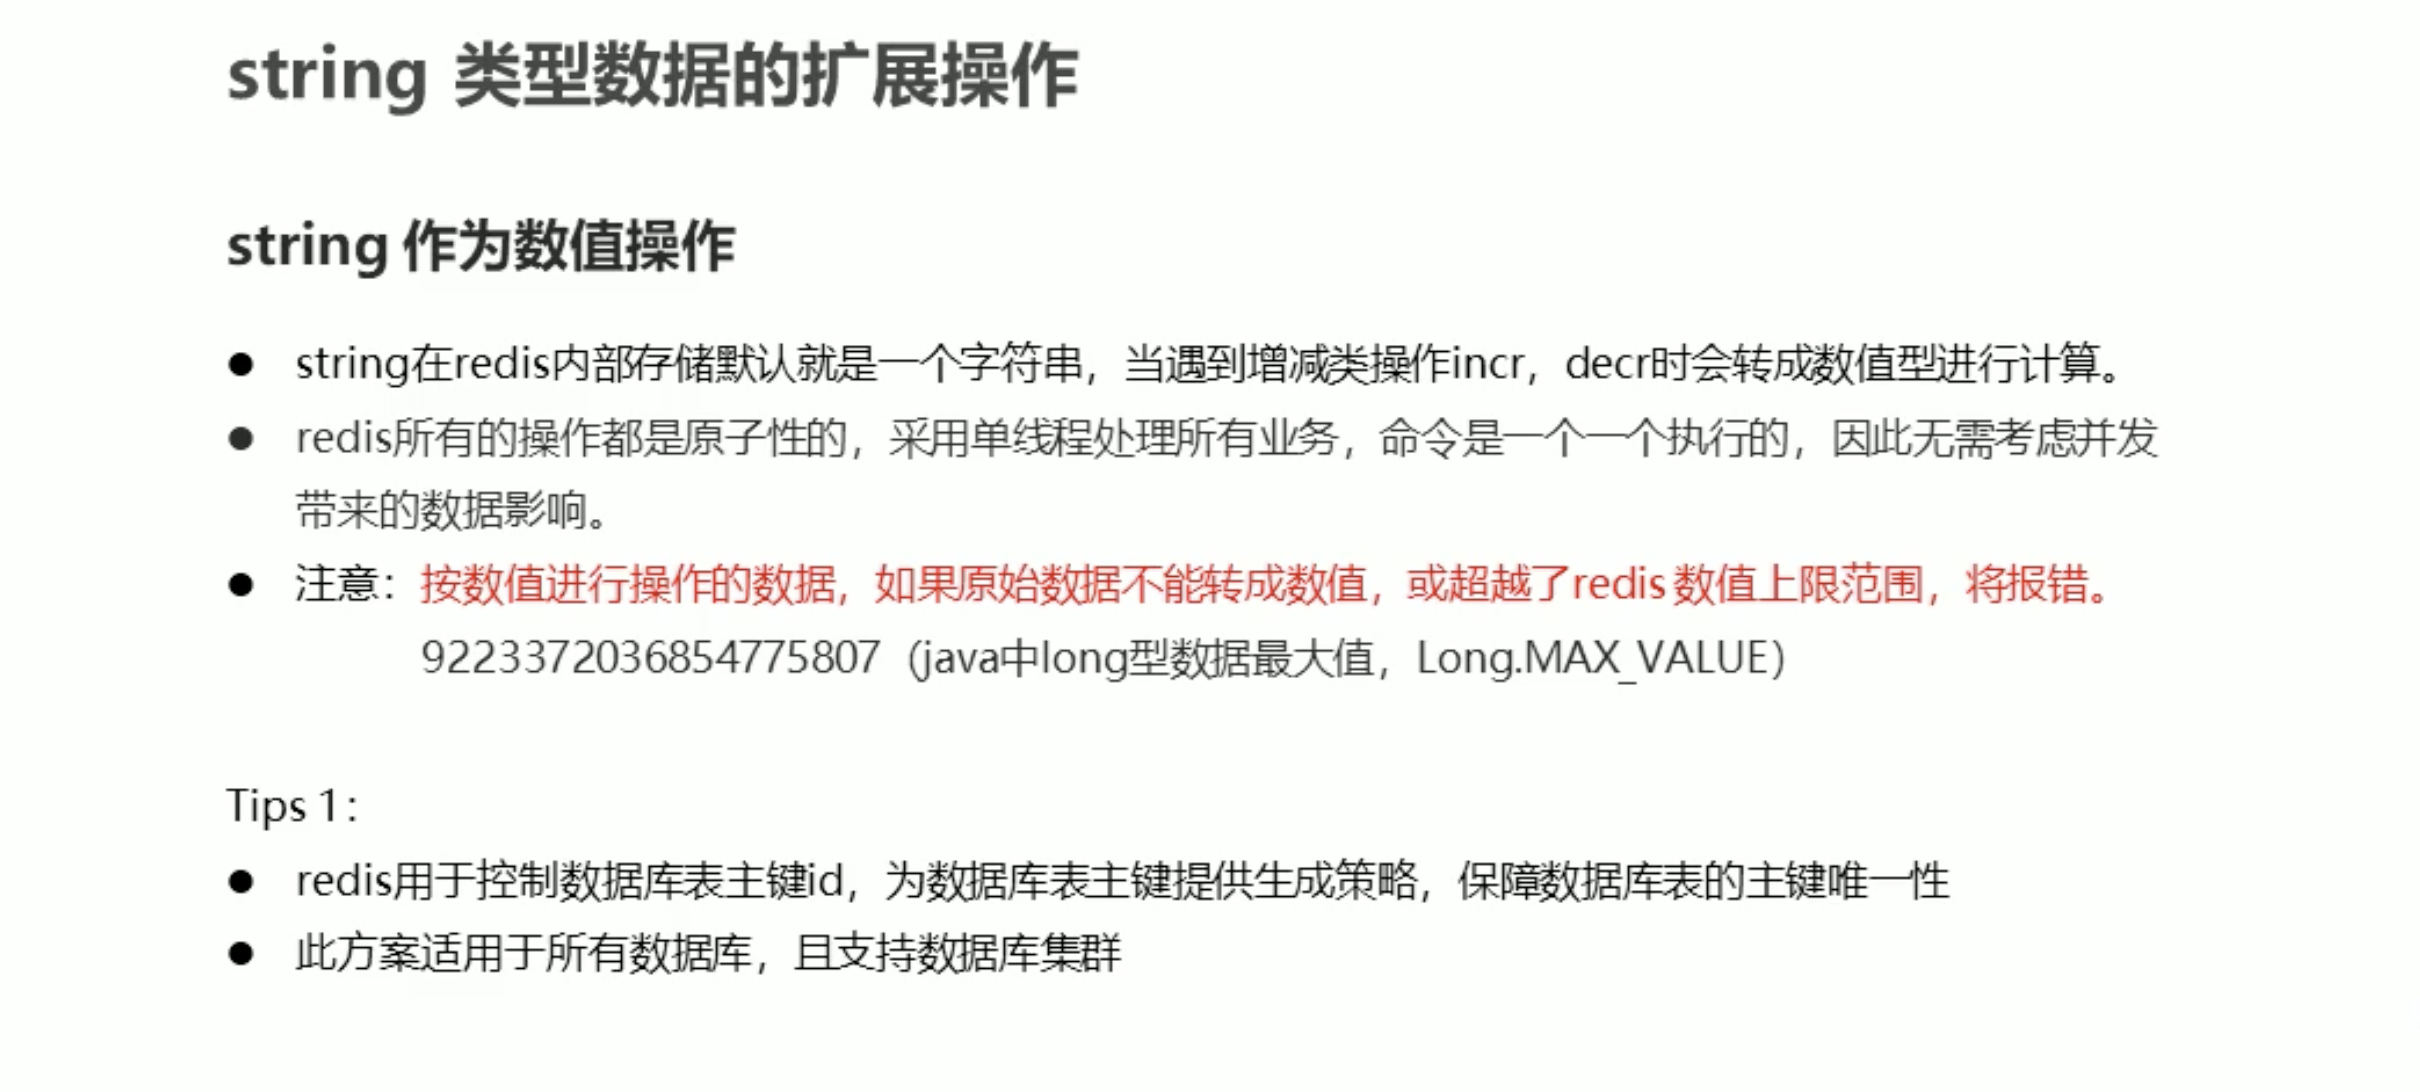 string 类型数据的扩展操作
string 作为数值操作
● string在redis内部存储默认就是一个字符串，当遇到增减类操作incr，decr时会转成数值型进行计算。
● redis所有的操作都是原子性的，采用单线程处理所有业务，命令是一个一个执行的，因此无需考虑并发
带来的数据影响。
● 注意：按数值进行操作的数据，如果原始数据不能转成数值，或超越了redis 数值上限范围，将报错。
9223372036854775807（java中long型数据最大值，Long.MAX_VALUE）
Tips 1：
● redis用于控制数据库表主键id，为数据库表主键提供生成策略，保障数据库表的主键唯一性
● 此方案适用于所有数据库，且支持数据库集群